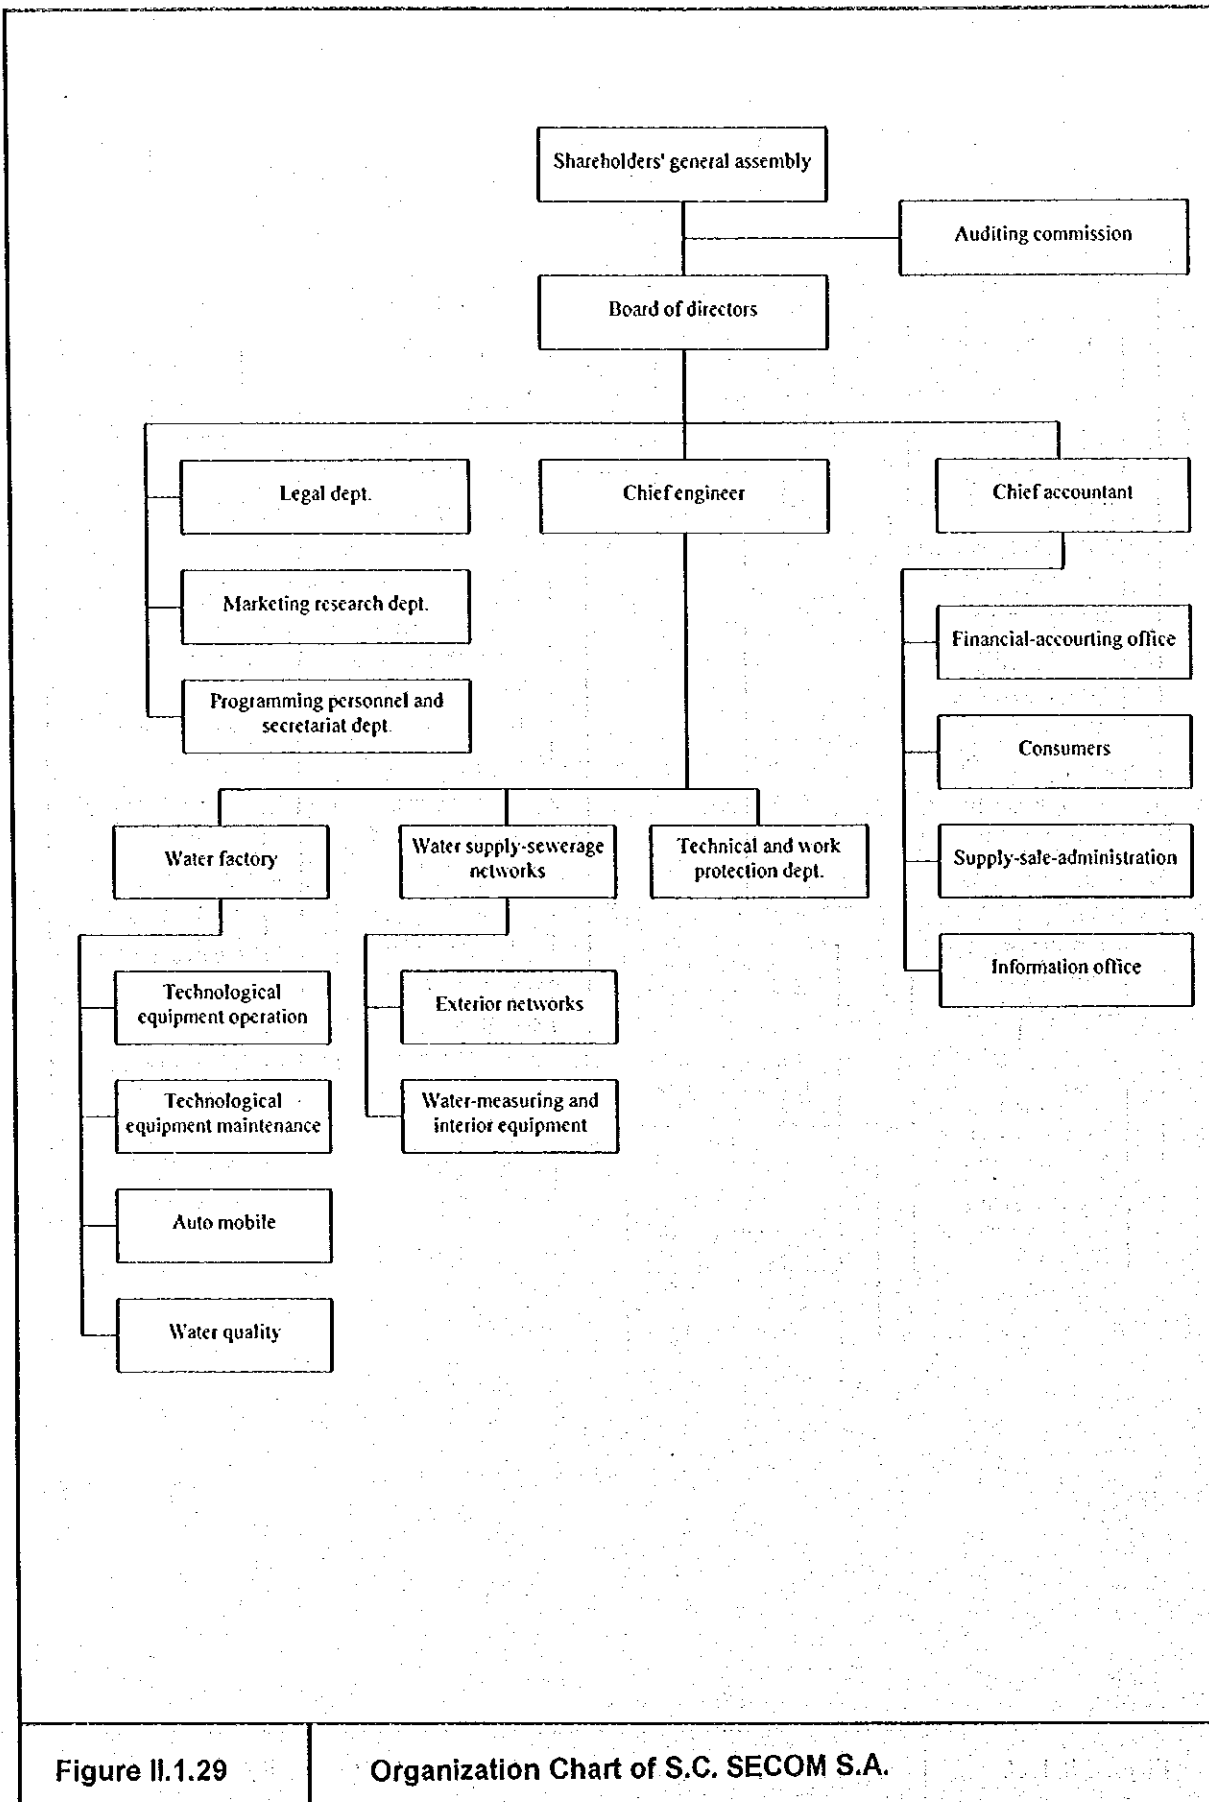 Shareholders' general assembly
Auditing commission
Board of directors
Legal dept.
Chief engineer
Chief accountant
Marketing research dept.
Financial-accourting office
Programming personnel and
secretariat dept.
Consumers
Water factory
Water supply-sewerage
networks
Technical and work
protection dept.
Supply-sale-administration
Information office
Technological
equipment operation
Exterior networks
Technological
equipment maintenance
Water-measuring and
interior equipment
Auto mobile
Water quality
Figure II.1.29
Organization Chart of S.C. SECOM S.A.